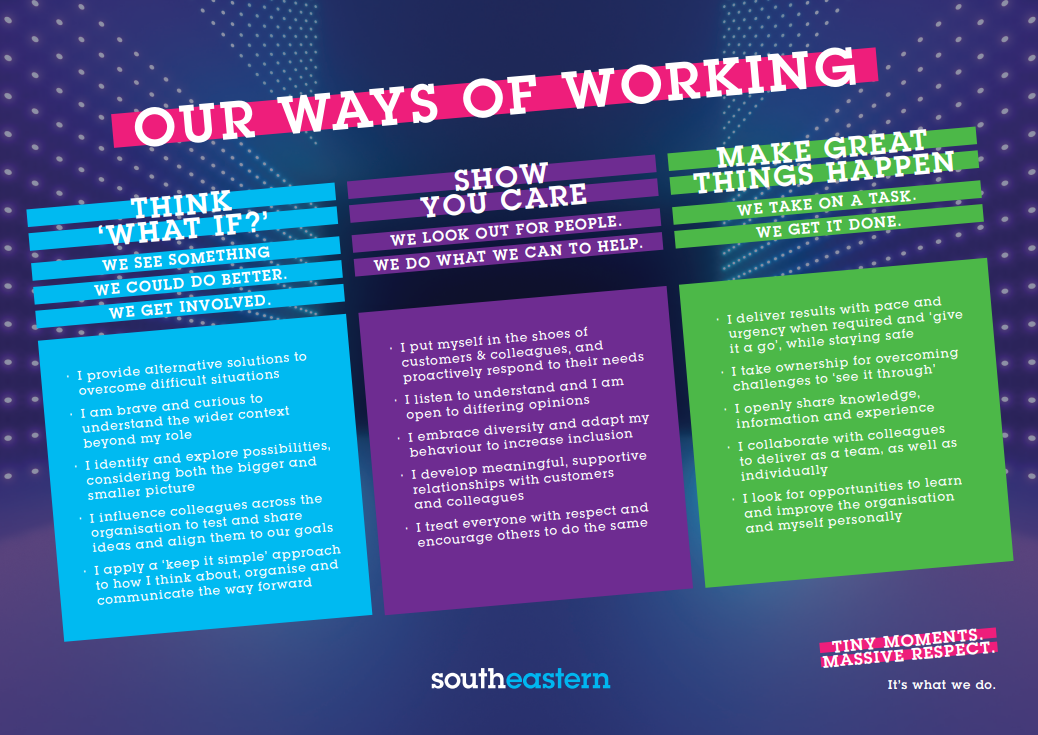 OUR WAYS OF WORKING
THINK
‘WHAT IF?’
WE SEE SOMETHING
WE COULD DO BETTER.
WE GET INVOLVED.
· I provide alternative solutions to
overcome difficult situations
· I am brave and curious to
understand the wider context
beyond my role
· I identify and explore possibilities,
considering both the bigger and
smaller picture
· I influence colleagues across the
organisation to test and share
ideas and align them to our goals
· I apply a ‘keep it simple’ approach
to how I think about, organise and
communicate the way forward
SHOW
YOU CARE
WE LOOK OUT FOR PEOPLE.
WE DO WHAT WE CAN TO HELP.
· I put myself in the shoes of
customers & colleagues, and
proactively respond to their needs
· I listen to understand and I am
open to differing opinions
· I embrace diversity and adapt my
behaviour to increase inclusion
· I develop meaningful, supportive
relationships with customers
and colleagues
· I treat everyone with respect and
encourage others to do the same
MAKE GREAT
THINGS HAPPEN
WE TAKE ON A TASK.
WE GET IT DONE.
· I deliver results with pace and
urgency when required and ‘give
it a go’, while staying safe
· I take ownership for overcoming
challenges to ‘see it through’
· I openly share knowledge,
information and experience
· I collaborate with colleagues
to deliver as a team, as well as
individually
· I look for opportunities to learn
and improve the organisation
and myself personally
southeastern
TINY MOMENTS.
MASSIVE RESPECT.
It’s what we do.